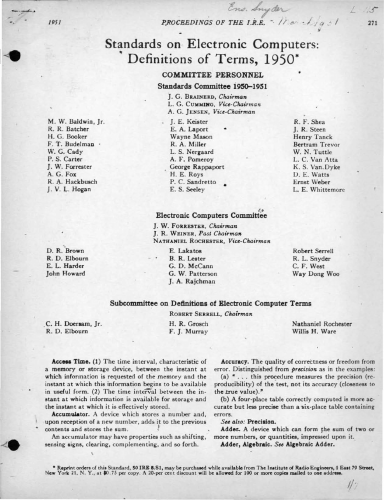 Eric Snyder
1951
PROCEEDINGS OF THE I.R.E.
271
Standards on Electronic Computers:
Definitions of Terms, 1950*
COMMITTEE PERSONNEL
Standards Committee 1950-1951
J. G. BRAINERD, Chairman
L. G. CUMMING, Vice-Chairman
A. G. JENSEN, Vice-Chairman
M. W. Baldwin, Jr.
R. R. Batcher
H. G. Booker
F. T. Budelman
W. G. Cady
P. S. Carter
J. W. Forrester
A. G. Fox
R. A. Hackbusch
J. V. L. Hogan
J. E. Keister
E. A. Laport
Wayne Mason
R. A. Miller
L. S. Nergaard
A. F. Pomeroy
George Rappaport
H. E. Roys
P. C. Sandretto
E. S. Seeley
R. F. Shea
J. R. Steen
Henry Tanck
Bertram Trevor
W. N. Tuttle
L. C. Van Atta
K. S. Van Dyke
D. E. Watts
Ernst Weber
L. E. Whittemore
Electronic Computers Committee
J. W. FORRESTER, Chairman
J. R. WEINER, Past Chairman
NATHANIEL ROCHESTER, Vice-Chairman
D. R. Brown
R. D. Elbourn
E. L. Harder
John Howard
E. Lakatos
B. R. Lester
G. D. McCann
G. W. Patterson
J. A. Rajchman
Robert Serrell
R. L. Snyder
C. F. West
Way Dong Woo
Subcommittee on Definitions of Electronic Computer Terms
ROBERT SERRELL, Chairman
C. H. Doersam, Jr.
R. D. Elbourn
H. R. Grosch
F. J. Murray
Nathaniel Rochester
Willis H. Ware
Access Time. (1) The time interval, characteristic of
a memory or storage device, between the instant at
which information is requested of the memory and the
instant at which this information begins to be available
in useful form. (2) The time interval between the in-
stant at which information is available for storage and
the instant at which it is effectively stored.
Accumulator. A device which stores a number and,
upon reception of a new number, adds it to the previous
contents and stores the sum.
An accumulator may have properties such as shifting,
sensing signs, clearing, complementing, and so forth.
Accuracy. The quality of correctness or freedom from
error. Distinguished from precision as in the examples:
(a) " . . . this procedure measures the precision (re-
producibility) of the test, not its accuracy (closeness to
the true value)."
(b) A four-place table correctly computed is more ac-
curate but less precise than a six-place table containing
errors.
See also: Precision.
Adder. A device which can form the sum of two or
more numbers, or quantities, impressed upon it.
Adder, Algebraic. See Algebraic Adder.
* Reprint orders of this Standard, 50 IRE 8.S1, may be purchased while available from The Institute of Radio Engineers, 1 East 79 Street,
New York 21, N. Y., at $0.75 per copy. A 20-per cent discount will be allowed for 100 or more copies mailed to one address.